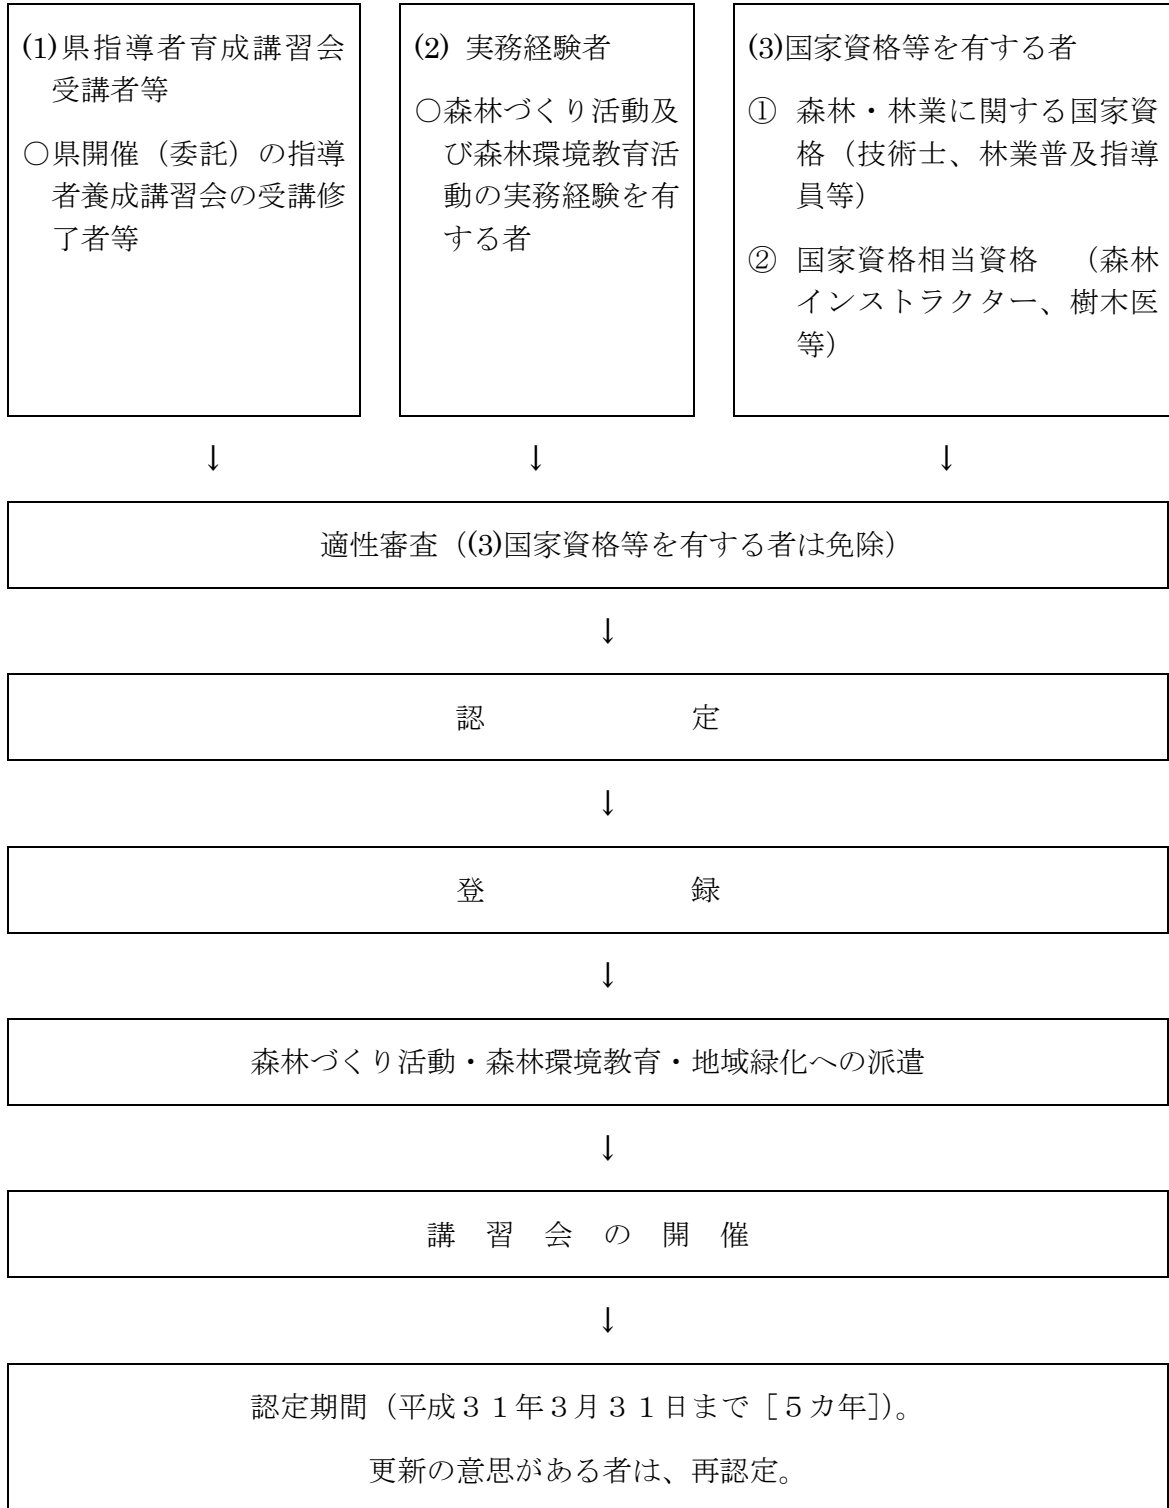 (1)県指導者育成講習会
受講者等
○県開催（委託）の指導
者養成講習会の受講修
了者等
(2) 実務経験者
○森林づくり活動及
び森林環境教育活
動の実務経験を有
する者
(3)国家資格等を有する者
① 森林・林業に関する国家資
格（技術士、林業普及指導
員等）
② 国家資格相当資格　（森林
インストラクター、樹木医
等）
↓ ↓ ↓
適性審査（(3)国家資格等を有する者は免除）
↓
認　　　　　　　定
↓
登　　　　　　　録
↓
森林づくり活動・森林環境教育・地域緑化への派遣
↓
講　習　会　の　開　催
↓
認定期間（平成３１年３月３１日まで［５カ年］）。
更新の意思がある者は、再認定。